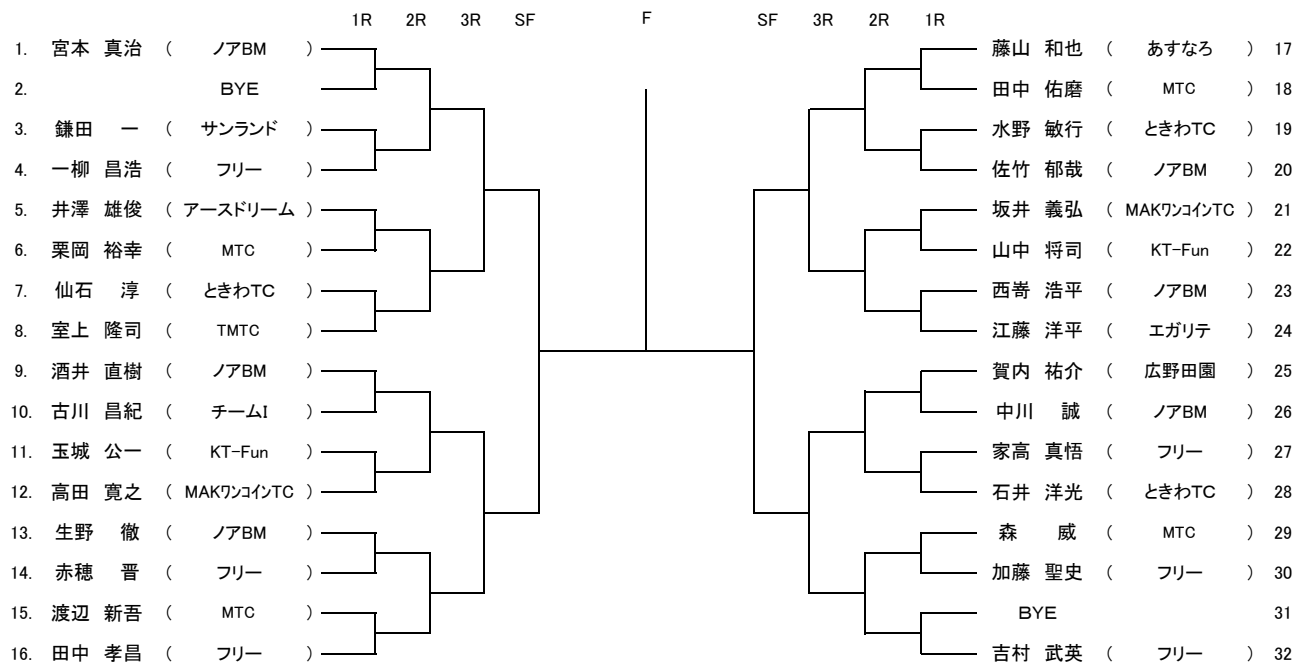 1R 2R 3R SF F SF 3R 2R 1R
1. 宮本 真治 ( ノアBM ) 藤山 和也 ( あすなろ ) 17
2. BYE 田中 佑磨 ( MTC ) 18
3. 鎌田 一 ( サンランド ) 水野 敏行 ( ときわTC ) 19
4. 一柳 昌浩 ( フリー ) 佐竹 郁哉 ( ノアBM ) 20
5. 井澤 雄俊 ( アースドリーム ) 坂井 義弘 ( MAKワンコインTC ) 21
6. 栗岡 裕幸 ( MTC ) 山中 将司 ( KT-Fun ) 22
7. 仙石 淳 ( ときわTC ) 西嵜 浩平 ( ノアBM ) 23
8. 室上 隆司 ( TMTC ) 江藤 洋平 ( エガリテ ) 24
9. 酒井 直樹 ( ノアBM ) 賀内 祐介 ( 広野田園 ) 25
10. 古川 昌紀 ( チームI ) 中川 誠 ( ノアBM ) 26
11. 玉城 公一 ( KT-Fun ) 家高 真悟 ( フリー ) 27
12. 高田 寛之 ( MAKワンコインTC ) 石井 洋光 ( ときわTC ) 28
13. 生野 徹 ( ノアBM ) 森 威 ( MTC ) 29
14. 赤穂 晋 ( フリー ) 加藤 聖史 ( フリー ) 30
15. 渡辺 新吾 ( MTC ) BYE 31
16. 田中 孝昌 ( フリー ) 吉村 武英 ( フリー ) 32